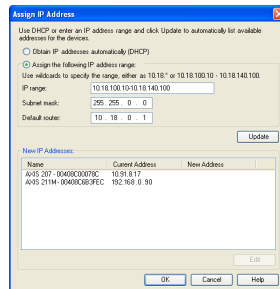 Assign IP Address
Use DHCP or enter an IP address range and click Update to automatically list available
addresses for the devices.
Obtain IP addresses automatically (DHCP)
Assign the following IP address range:
Use wildcards to specify the range, either as 10.18.* or 10.18.100.10 - 10.18.140.100.
IP range: 10.18.100.10-10.18.140.100
Subnet mask: 255 . 255 . 0 . 0
Default router: 10 . 18 . 0 . 1
Update
New IP Addresses:
Name Current Address New Address
AXIS 207 - 00408C00078C 10.91.8.17
AXIS 211M - 00408C6B3FEC 192.168.0.90
Edit
OK Cancel Help